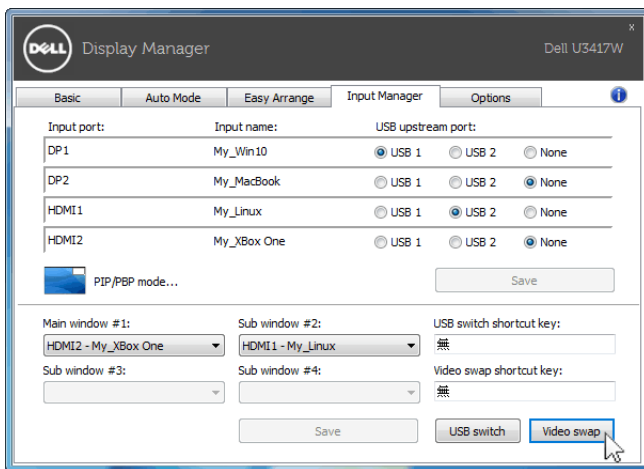 DELL Display Manager Dell U3417W x
Basic Auto Mode Easy Arrange Input Manager Options i
Input port: Input name: USB upstream port:
DP1 My_Win10 USB 1 USB 2 None
DP2 My_MacBook USB 1 USB 2 None
HDMI1 My_Linux USB 1 USB 2 None
HDMI2 My_XBox One USB 1 USB 2 None
PIP/PBP mode... Save
Main window #1: Sub window #2: USB switch shortcut key:
HDMI2 - My_XBox One HDMI1 - My_Linux 無
Sub window #3: Sub window #4: Video swap shortcut key:
無
Save USB switch Video swap